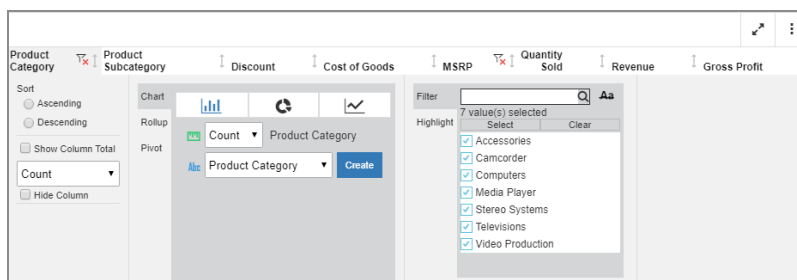 Product Category
Product Subcategory
Discount
Cost of Goods
MSRP
Quantity Sold
Revenue
Gross Profit
Sort
Ascending
Descending
Show Column Total
Count
Hide Column
Chart
Rollup
Pivot
Count
Product Category
Abc
Product Category
Create
Filter
Highlight
Aa
7 value(s) selected
Select
Clear
Accessories
Camcorder
Computers
Media Player
Stereo Systems
Televisions
Video Production